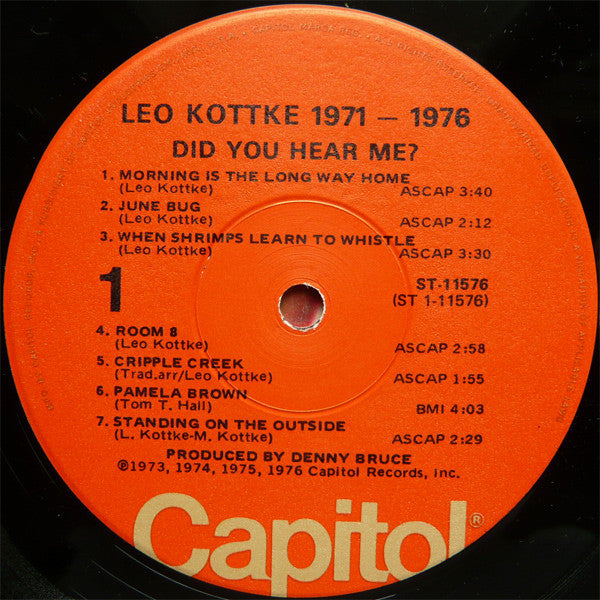 LEO KOTTKE 1971 – 1976
DID YOU HEAR ME?
1. MORNING IS THE LONG WAY HOME
(Leo Kottke) ASCAP 3:40
2. JUNE BUG
(Leo Kottke) ASCAP 2:12
3. WHEN SHRIMPS LEARN TO WHISTLE
(Leo Kottke) ASCAP 3:30
1
ST-11576
(ST 1-11576)
4. ROOM 8
(Leo Kottke) ASCAP 2:58
5. CRIPPLE CREEK
(Trad.arr/Leo Kottke) ASCAP 1:55
6. PAMELA BROWN
(Tom T. Hall) BMI 4:03
7. STANDING ON THE OUTSIDE
(L. Kottke-M. Kottke) ASCAP 2:29
PRODUCED BY DENNY BRUCE
℗1973, 1974, 1975, 1976 Capitol Records, Inc.
Capitol®